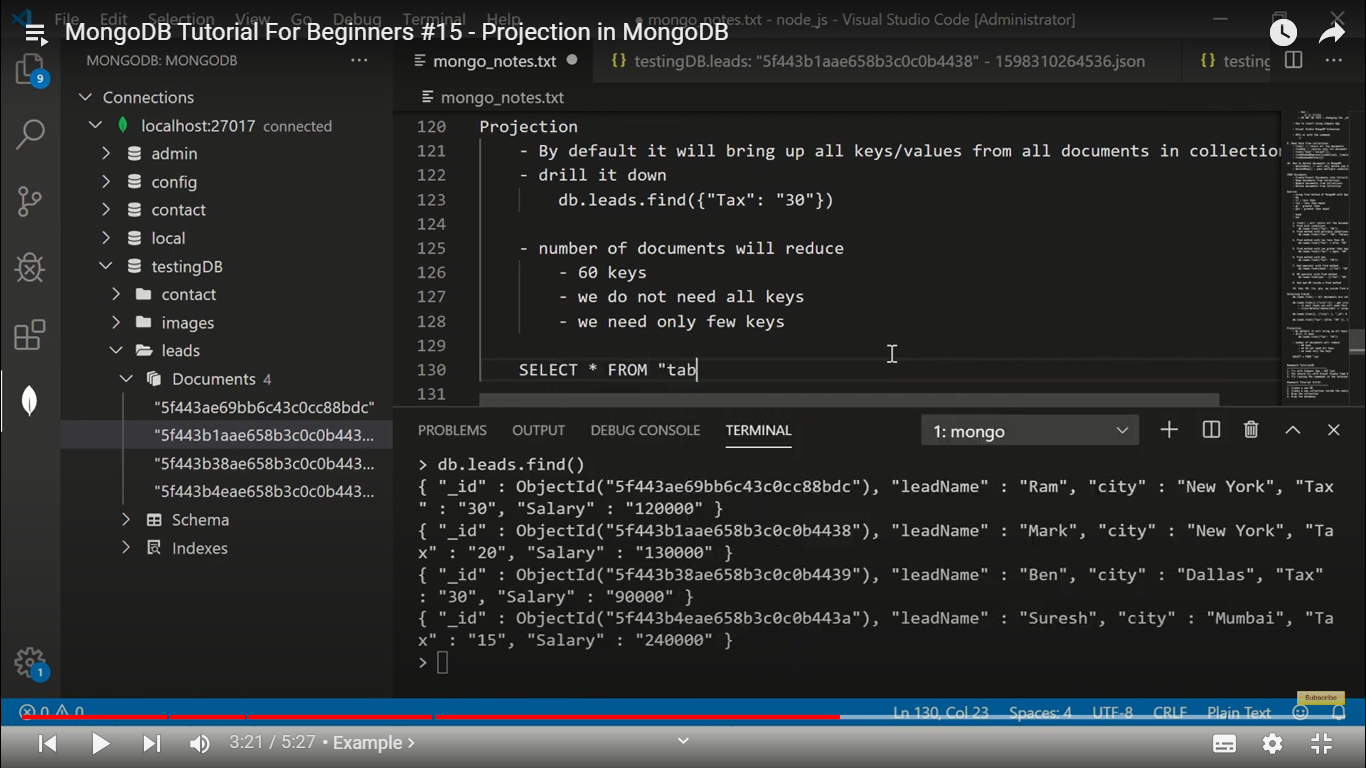 File Edit Selection View Go Debug Terminal Help
● mongo_notes.txt - node_js - Visual Studio Code [Administrator]
MongoDB Tutorial For Beginners #15 - Projection in MongoDB
MONGODB: MONGODB
mongo_notes.txt
{} testingDB.leads: "5f443b1aae658b3c0c0b4438" - 1598310264536.json
{} testing
9
Connections
localhost:27017 connected
admin
config
contact
local
testingDB
contact
images
leads
Documents 4
"5f443ae69bb6c43c0cc88bdc"
"5f443b1aae658b3c0c0b443...
"5f443b38ae658b3c0c0b443...
"5f443b4eae658b3c0c0b443...
Schema
Indexes
1
mongo_notes.txt
120 Projection
121 - By default it will bring up all keys/values from all documents in collectio
122 - drill it down
123 db.leads.find({"Tax": "30"})
124
125 - number of documents will reduce
126 - 60 keys
127 - we do not need all keys
128 - we need only few keys
129
130 SELECT * FROM "tab
131
PROBLEMS OUTPUT DEBUG CONSOLE TERMINAL
1: mongo
> db.leads.find()
{ "_id" : ObjectId("5f443ae69bb6c43c0cc88bdc"), "leadName" : "Ram", "city" : "New York", "Tax
" : "30", "Salary" : "120000" }
{ "_id" : ObjectId("5f443b1aae658b3c0c0b4438"), "leadName" : "Mark", "city" : "New York", "Ta
x" : "20", "Salary" : "130000" }
{ "_id" : ObjectId("5f443b38ae658b3c0c0b4439"), "leadName" : "Ben", "city" : "Dallas", "Tax"
: "30", "Salary" : "90000" }
{ "_id" : ObjectId("5f443b4eae658b3c0c0b443a"), "leadName" : "Suresh", "city" : "Mumbai", "Ta
x" : "15", "Salary" : "240000" }
>
Subscribe
0 0
Ln 130, Col 23 Spaces: 4 UTF-8 CRLF Plain Text
3:21 / 5:27 • Example >